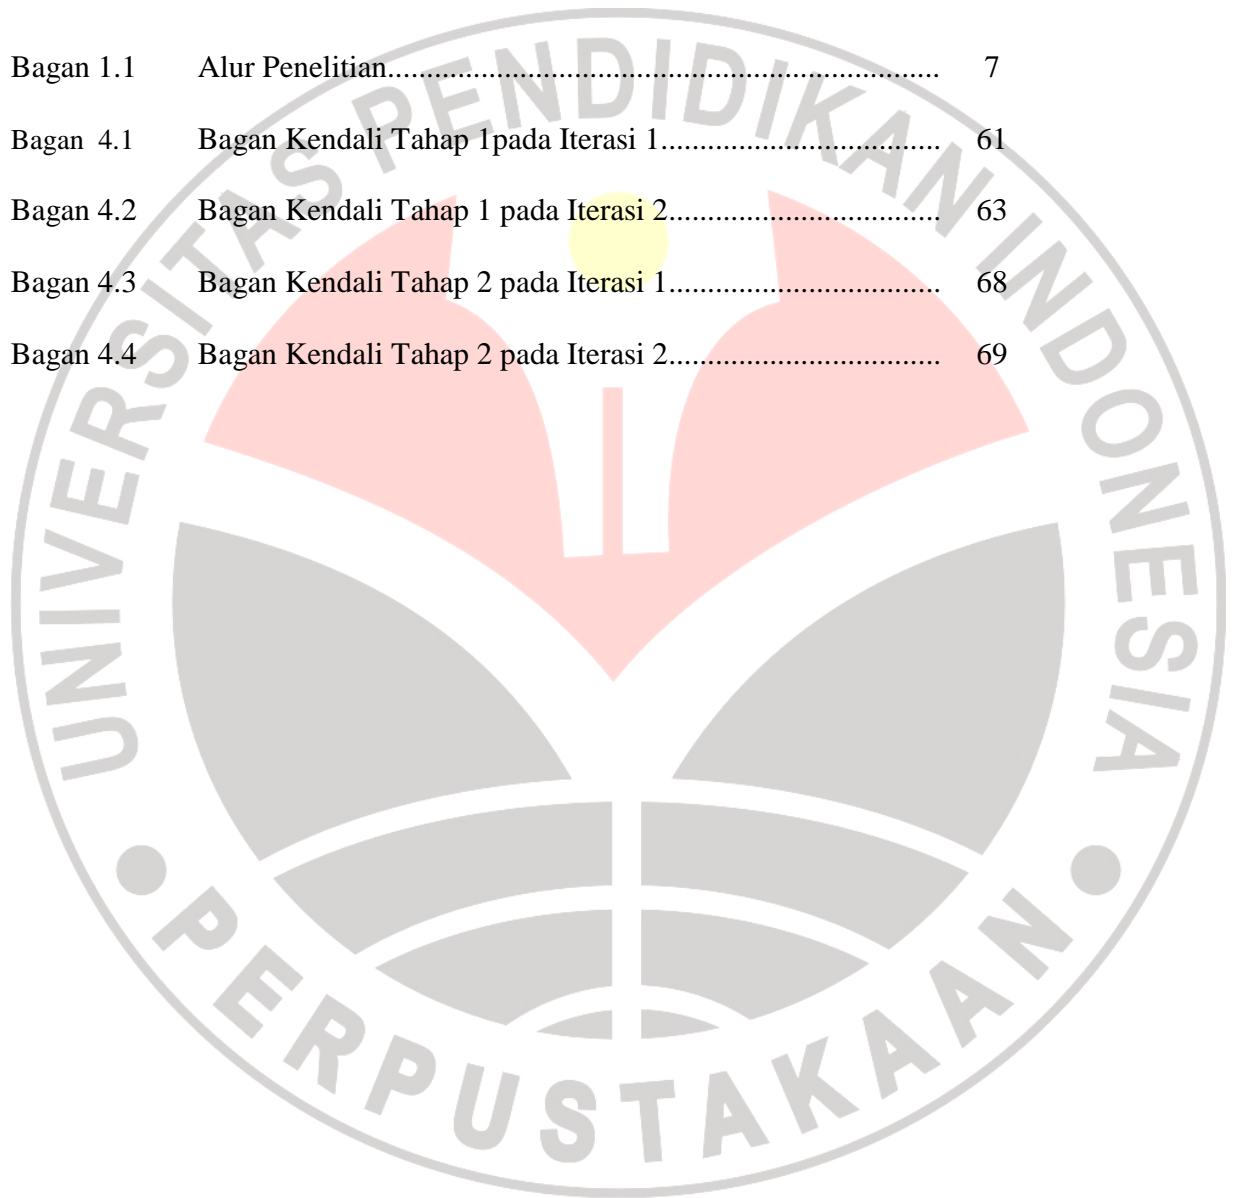 Bagan 1.1 Alur Penelitian...................................................................... 7
Bagan  4.1 Bagan Kendali Tahap 1pada Iterasi 1................................... 61
Bagan 4.2 Bagan Kendali Tahap 1 pada Iterasi 2.................................. 63
Bagan 4.3 Bagan Kendali Tahap 2 pada Iterasi 1.................................. 68
Bagan 4.4 Bagan Kendali Tahap 2 pada Iterasi 2.................................. 69
UNIVERSITAS PENDIDIKAN INDONESIA
PERPUSTAKAAN